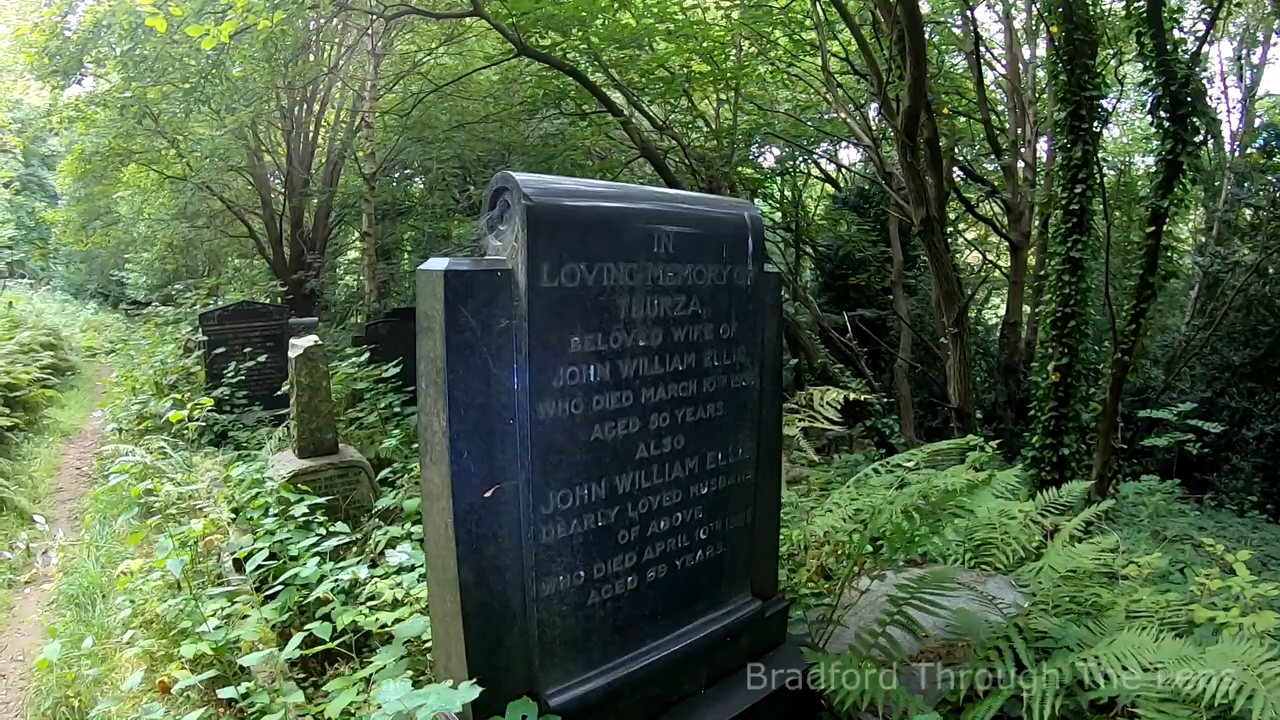 IN
LOVING MEMORY OF
THURZA,
BELOVED WIFE OF
JOHN WILLIAM ELLIS,
WHO DIED MARCH 10TH
AGED 50 YEARS.
ALSO
JOHN WILLIAM ELLIS
DEARLY LOVED HUSBAND
OF ABOVE
WHO DIED APRIL 10TH
AGED 69 YEARS.
Bradford Through The Lens